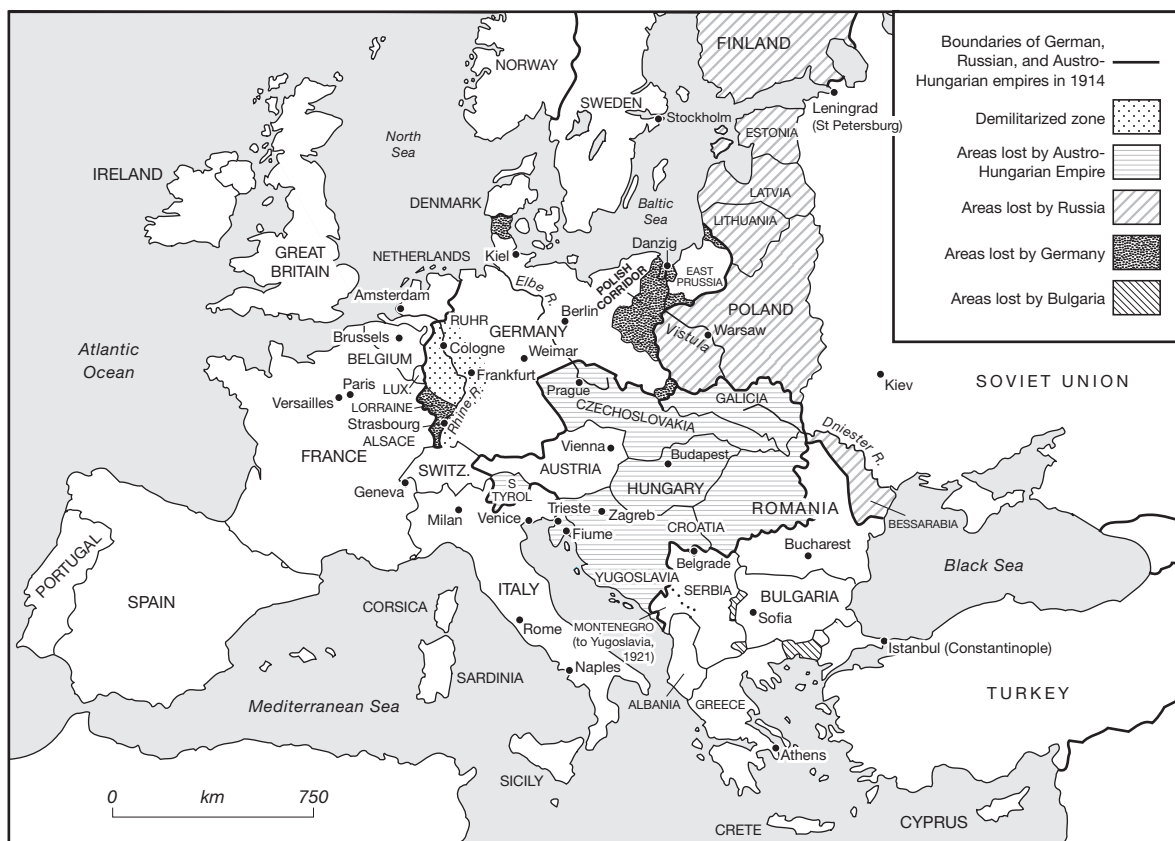 FINLAND
NORWAY
SWEDEN
Stockholm
Leningrad
(St Petersburg)
ESTONIA
North
Sea
IRELAND
LATVIA
DENMARK
Baltic
Sea
LITHUANIA
GREAT
BRITAIN
NETHERLANDS
Kiel
Danzig
EAST
PRUSSIA
POLISH
CORRIDOR
Elbe R.
Amsterdam
Berlin
POLAND
RUHR
GERMANY
Vistula
Warsaw
Brussels
Cologne
BELGIUM
Weimar
Atlantic
Ocean
Frankfurt
Kiev
SOVIET UNION
Paris
LUX.
Prague
GALICIA
Versailles
LORRAINE
Rhine R.
CZECHOSLOVAKIA
Strasbourg
ALSACE
Dniester R.
Vienna
FRANCE
Budapest
SWITZ.
AUSTRIA
Geneva
HUNGARY
S
TYROL
ROMANIA
Trieste
Milan
Venice
Zagreb
BESSARABIA
Fiume
CROATIA
Bucharest
Belgrade
Black Sea
PORTUGAL
YUGOSLAVIA
SERBIA
SPAIN
ITALY
BULGARIA
CORSICA
Sofia
MONTENEGRO
(to Yugoslavia,
1921)
Rome
Istanbul (Constantinople)
Naples
SARDINIA
TURKEY
Mediterranean Sea
ALBANIA
GREECE
Athens
SICILY
0 km 750
CRETE
CYPRUS
Boundaries of German,
Russian, and Austro-
Hungarian empires in 1914
Demilitarized zone
Areas lost by Austro-
Hungarian Empire
Areas lost by Russia
Areas lost by Germany
Areas lost by Bulgaria